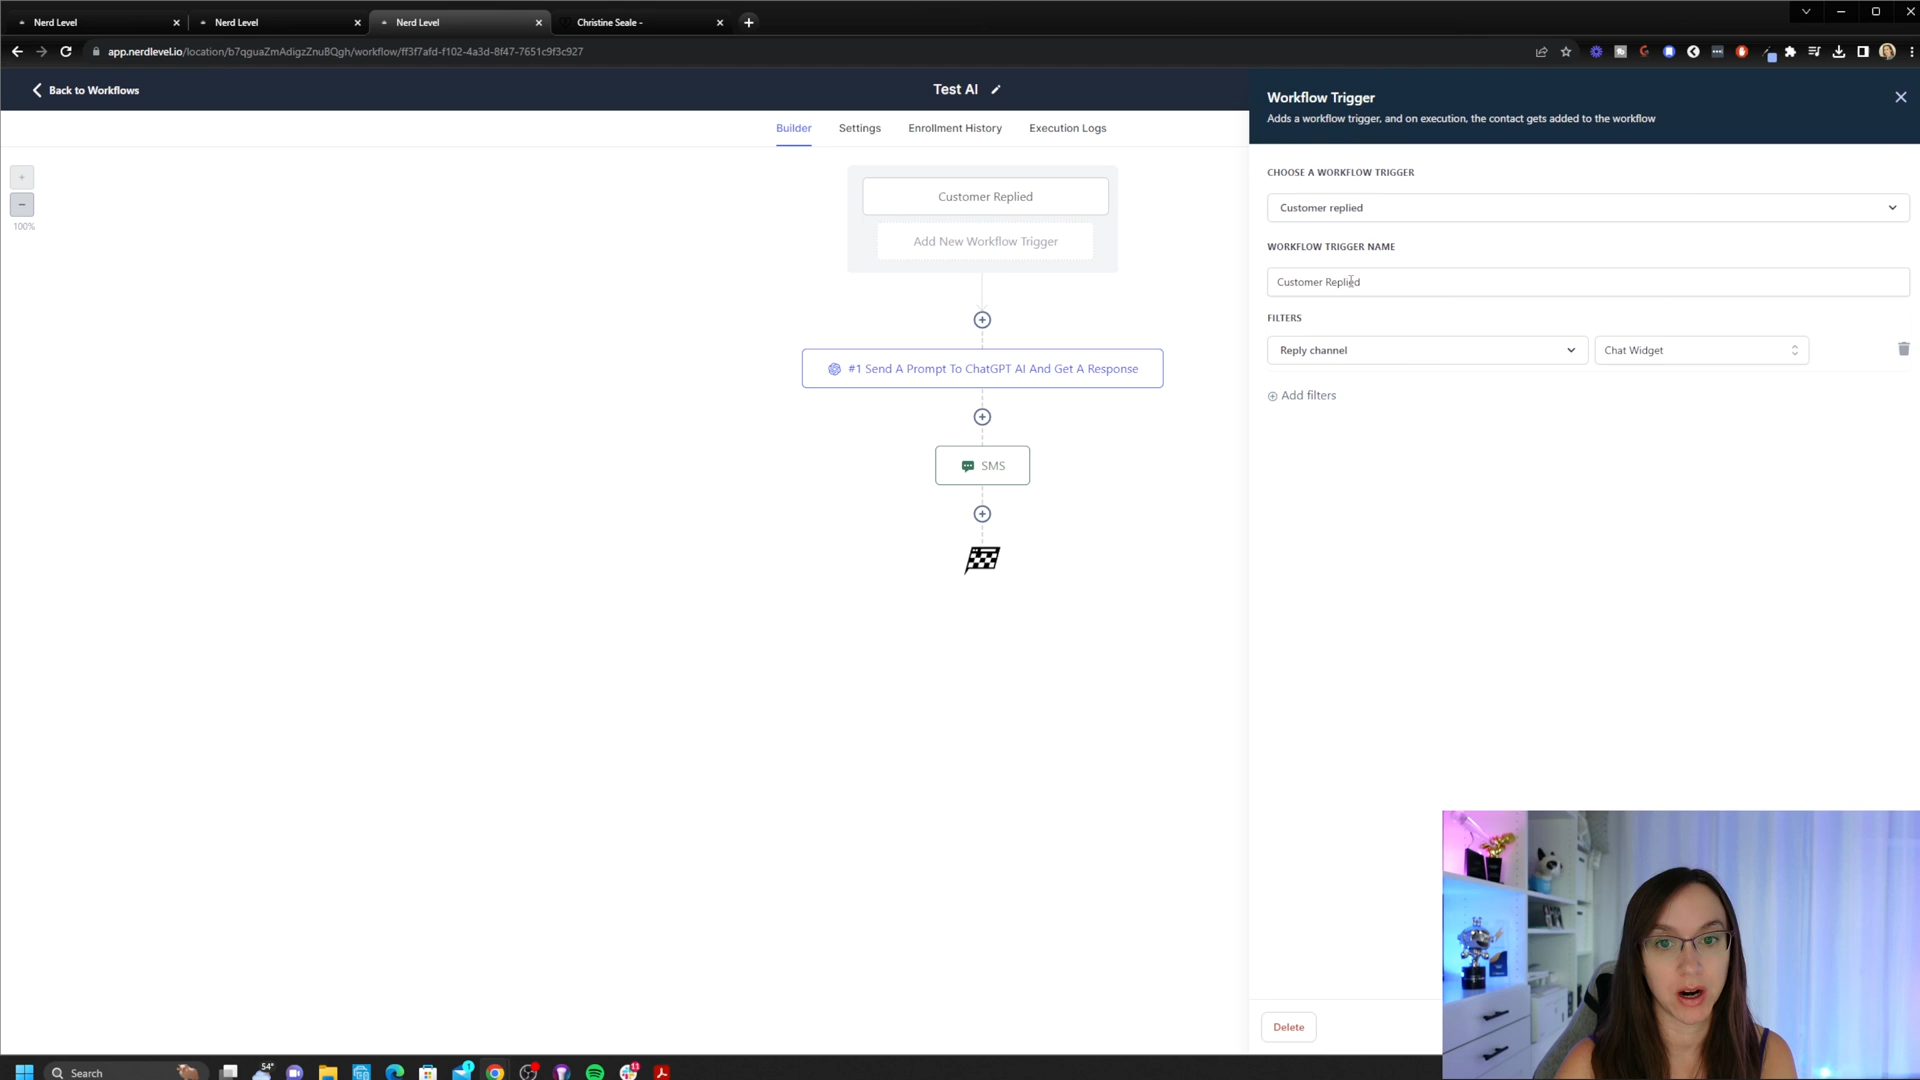 Nerd Level
Nerd Level
Nerd Level
Christine Seale -
app.nerdlevel.io/location/b7qguaZmAdigzZnuBQgh/workflow/ff3f7afd-f102-4a3d-8f47-7651c9f3c927
Back to Workflows
Test AI
Workflow Trigger
Adds a workflow trigger, and on execution, the contact gets added to the workflow
Builder
Settings
Enrollment History
Execution Logs
100%
Customer Replied
Add New Workflow Trigger
#1 Send A Prompt To ChatGPT AI And Get A Response
SMS
CHOOSE A WORKFLOW TRIGGER
Customer replied
WORKFLOW TRIGGER NAME
Customer Replied
FILTERS
Reply channel
Chat Widget
Add filters
Delete
Search
54°
1
11